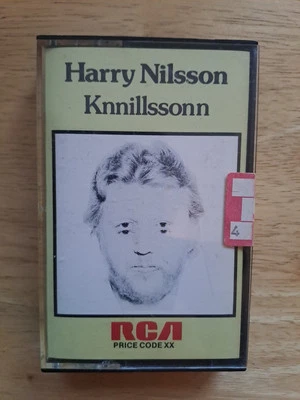 Harry Nilsson
Knnillssonn
4
RCA
PRICE CODE XX